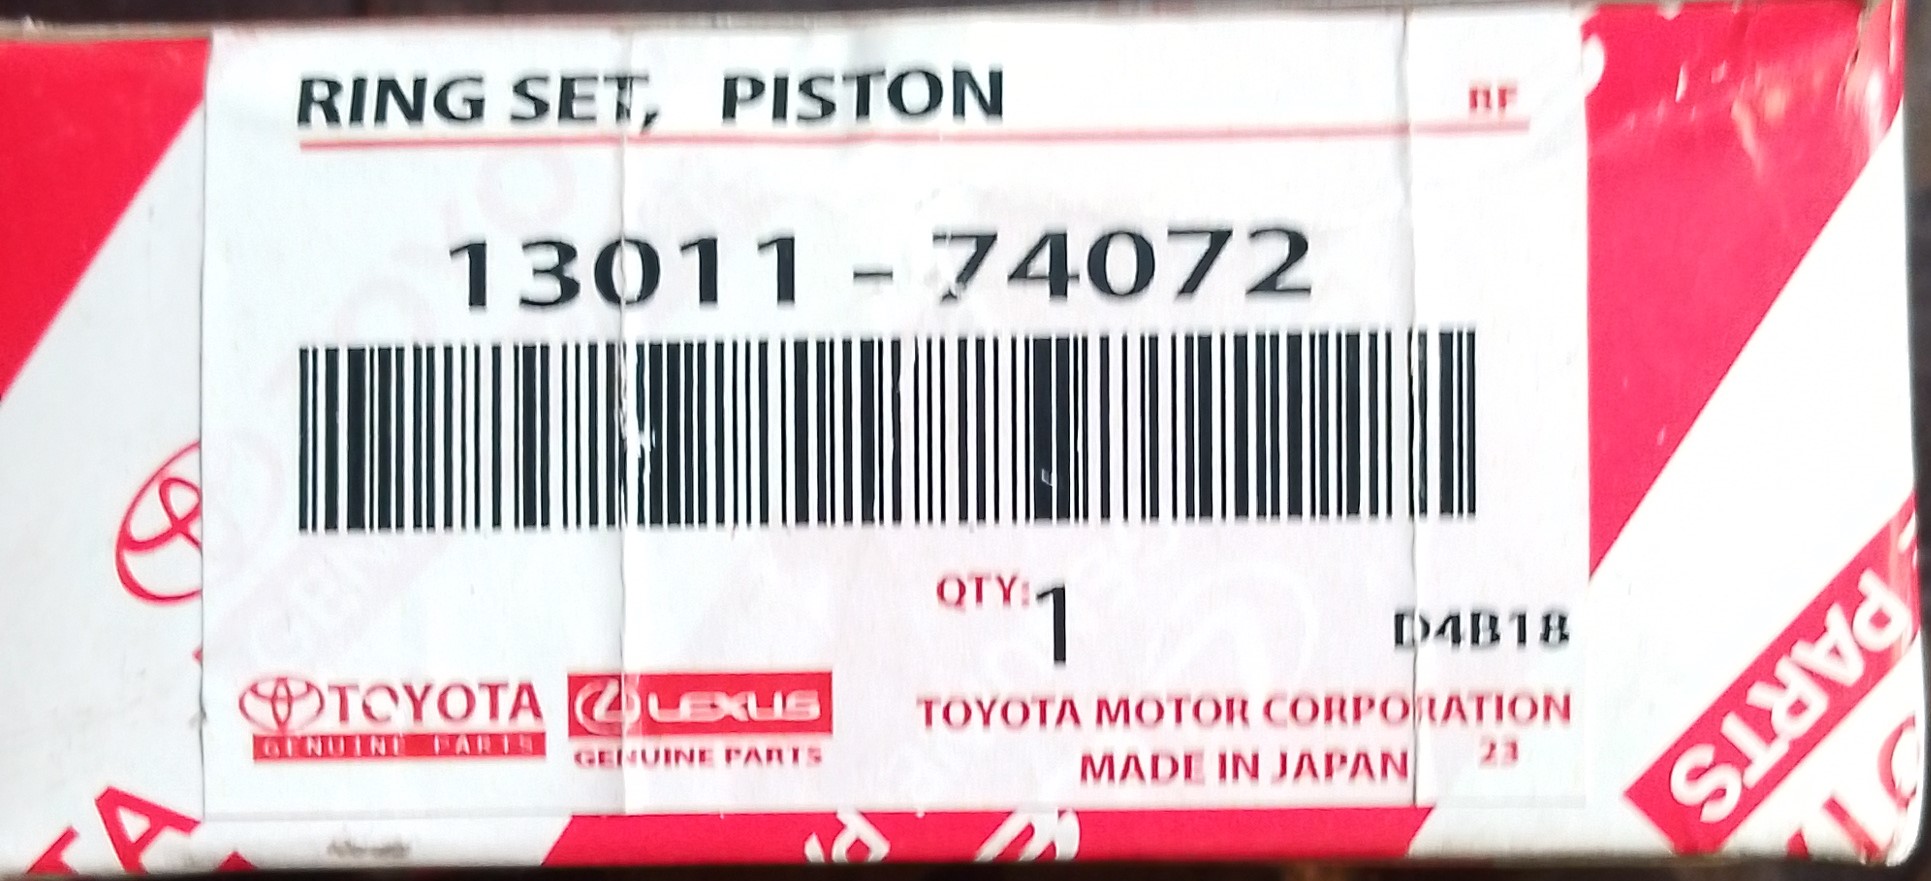 RING SET, PISTON
RF
13011-74072
QTY: 1
D4B18
TOYOTA
GENUINE PARTS
LEXUS
GENUINE PARTS
TOYOTA MOTOR CORPORATION
MADE IN JAPAN
23
PARTS
TA